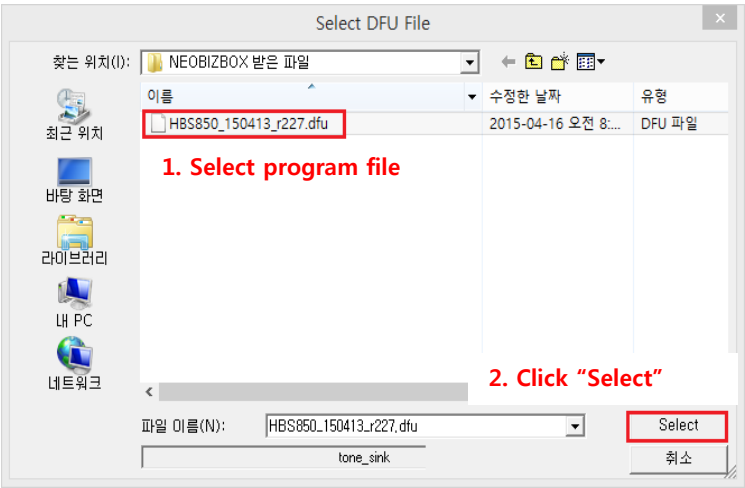 Select DFU File
찾는 위치(I):
NEOBIZBOX 받은 파일
이름
수정한 날짜
유형
HBS850_150413_r227.dfu
2015-04-16 오전 8:...
DFU 파일
1. Select program file
최근 위치
바탕 화면
라이브러리
내 PC
네트워크
2. Click “Select”
파일 이름(N):
HBS850_150413_r227.dfu
Select
tone_sink
취소